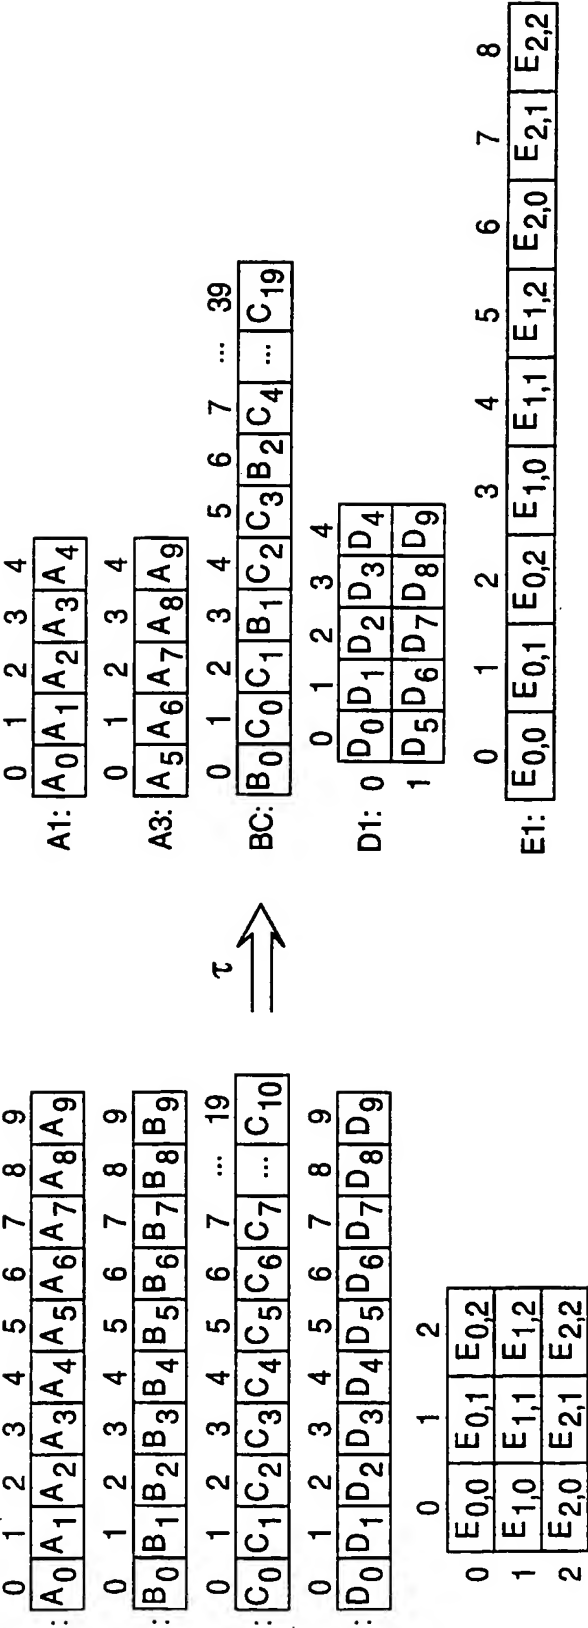 0 1 2 3 4 5 6 7 8 9
: A0 A1 A2 A3 A4 A5 A6 A7 A8 A9
0 1 2 3 4 5 6 7 8 9
: B0 B1 B2 B3 B4 B5 B6 B7 B8 B9
0 1 2 3 4 5 6 7 ... 19
: C0 C1 C2 C3 C4 C5 C6 C7 ... C10
0 1 2 3 4 5 6 7 8 9
: D0 D1 D2 D3 D4 D5 D6 D7 D8 D9
0 1 2
0 E0,0 E0,1 E0,2
1 E1,0 E1,1 E1,2
2 E2,0 E2,1 E2,2
τ
0 1 2 3 4
A1: A0 A1 A2 A3 A4
0 1 2 3 4
A3: A5 A6 A7 A8 A9
0 1 2 3 4 5 6 7 ... 39
BC: B0 C0 C1 B1 C2 C3 B2 C4 ... C19
0 1 2 3 4
D1: 0 D0 D1 D2 D3 D4
1 D5 D6 D7 D8 D9
0 1 2 3 4 5 6 7 8
E1: E0,0 E0,1 E0,2 E1,0 E1,1 E1,2 E2,0 E2,1 E2,2